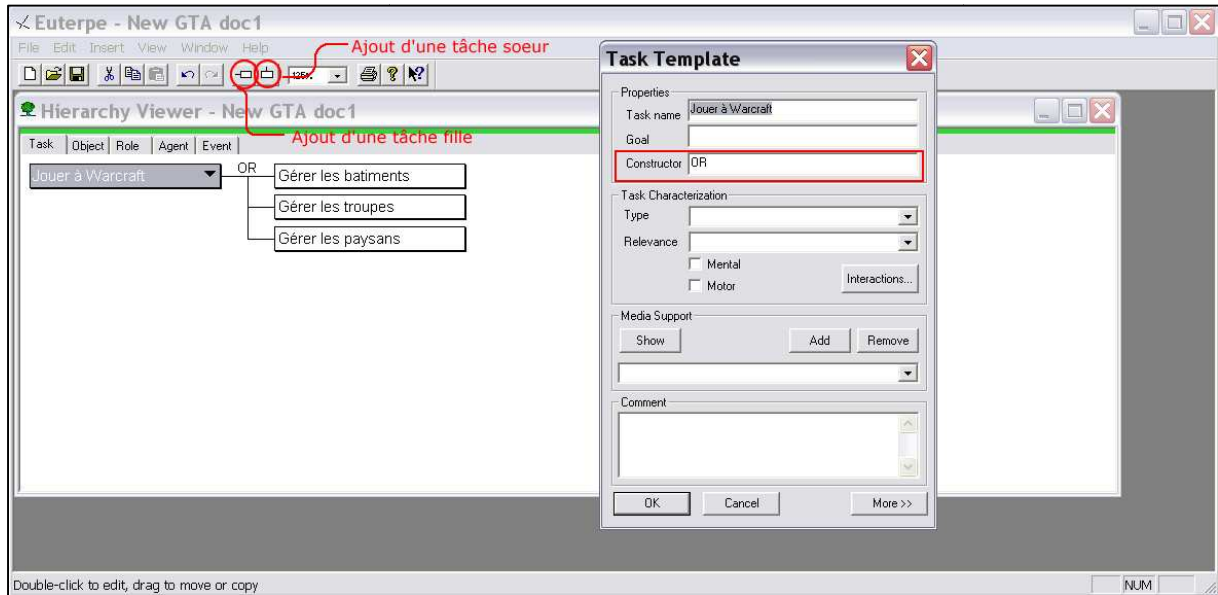 Euterpe - New GTA doc1
File Edit Insert View Window Help
Ajout d'une tâche soeur
125%
Hierarchy Viewer - New GTA doc1
Ajout d'une tâche fille
Task Object Role Agent Event
Jouer à Warcraft
OR
Gérer les batiments
Gérer les troupes
Gérer les paysans
Task Template
Properties
Task name Jouer à Warcraft
Goal
Constructor OR
Task Characterization
Type
Relevance
Mental
Motor
Interactions...
Media Support
Show Add Remove
Comment
OK Cancel More >>
Double-click to edit, drag to move or copy
NUM